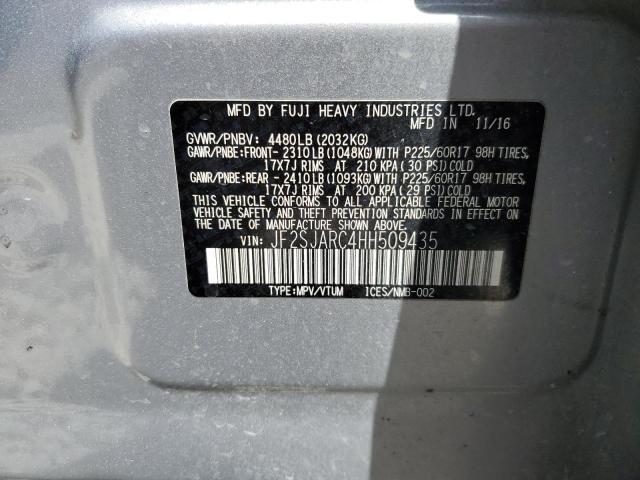 MFD BY FUJI HEAVY INDUSTRIES LTD.
MFD IN 11/16
GVWR/PNBV: 4480LB (2032KG)
GAWR/PNBE:FRONT- 2310LB (1048KG) WITH P225/60R17 98H TIRES,
17X7J RIMS AT 210 KPA ( 30 PSI) COLD
GAWR/PNBE:REAR - 2410LB (1093KG) WITH P225/60R17 98H TIRES,
17X7J RIMS AT 200 KPA ( 29 PSI) COLD
THIS VEHICLE CONFORMS TO ALL APPLICABLE FEDERAL MOTOR
VEHICLE SAFETY AND THEFT PREVENTION STANDARDS IN EFFECT ON
THE DATE OF MANUFACTURE SHOWN ABOVE.
VIN: JF2SJARC4HH509435
TYPE:MPV/VTUM ICES/NMB-002